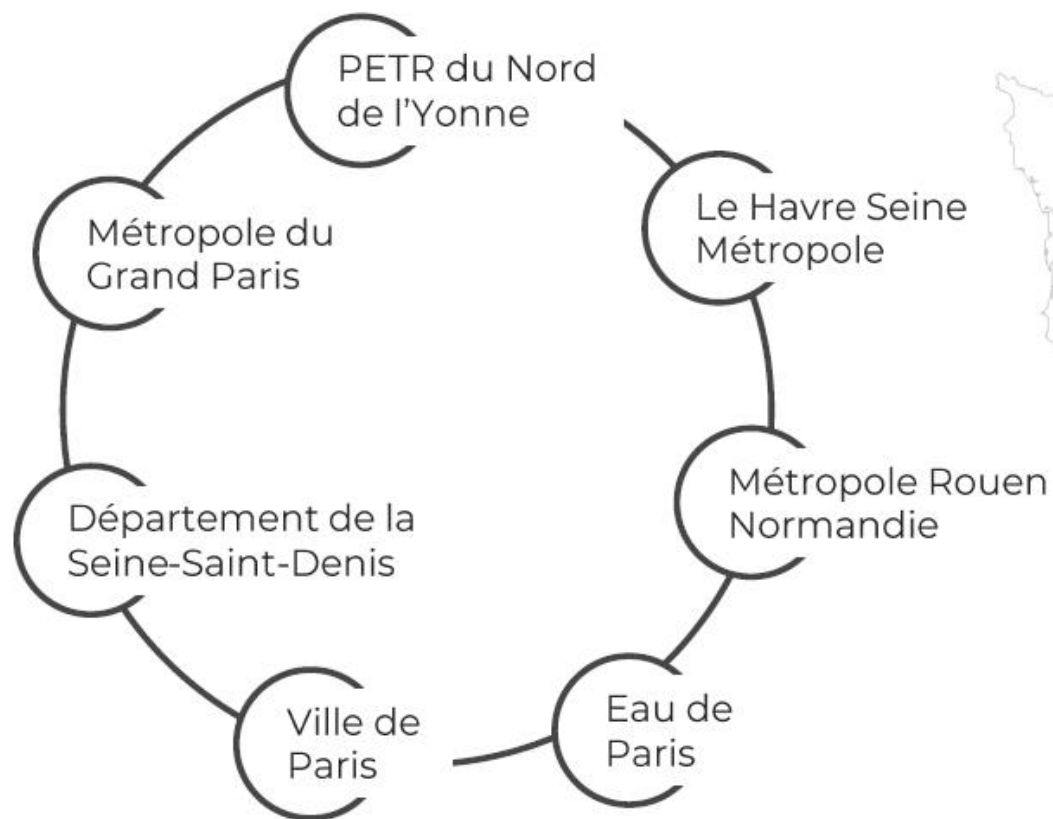 PETR du Nord
de l'Yonne
Le Havre Seine
Métropole
Métropole Rouen
Normandie
Eau de
Paris
Ville de
Paris
Département de la
Seine-Saint-Denis
Métropole du
Grand Paris